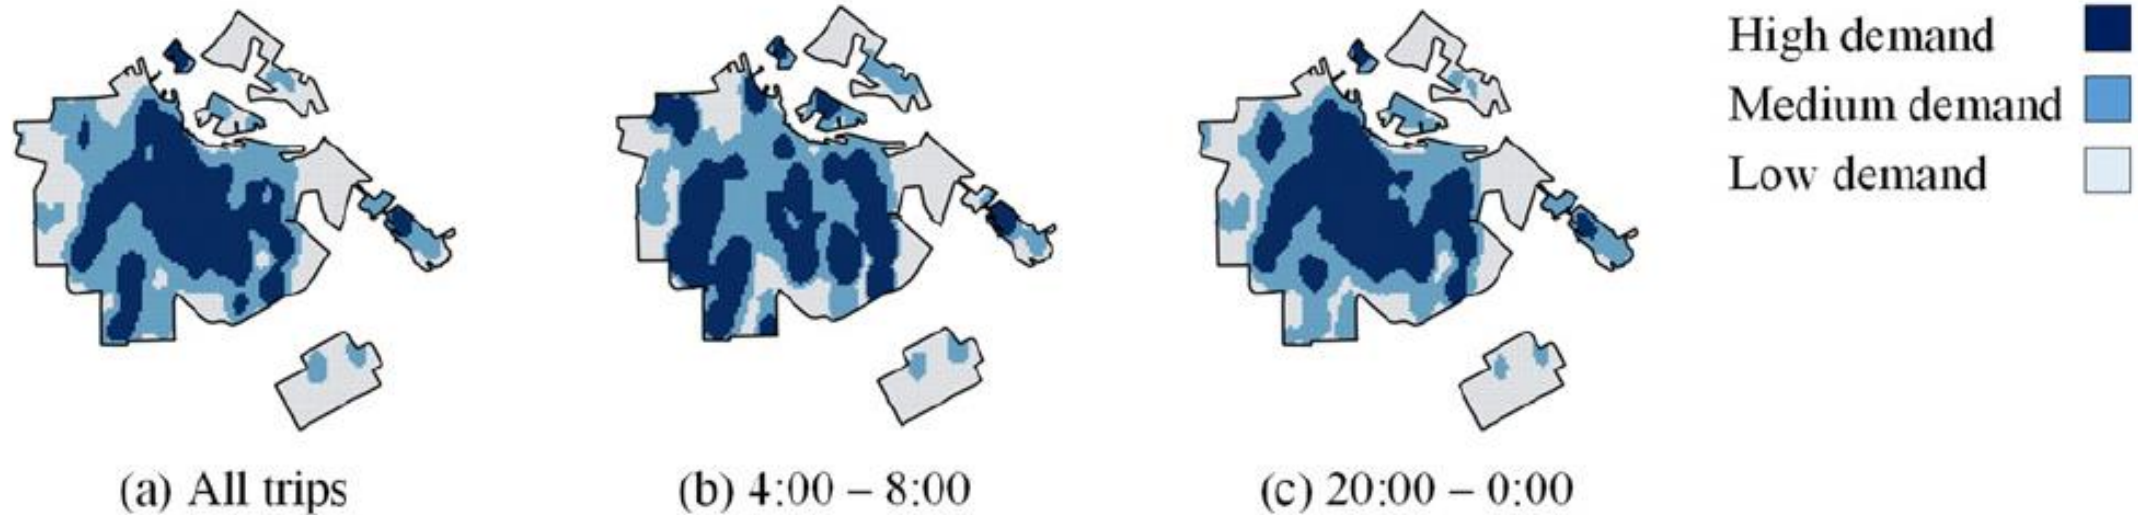 High demand
Medium demand
Low demand
(a) All trips
(b) 4:00 – 8:00
(c) 20:00 – 0:00